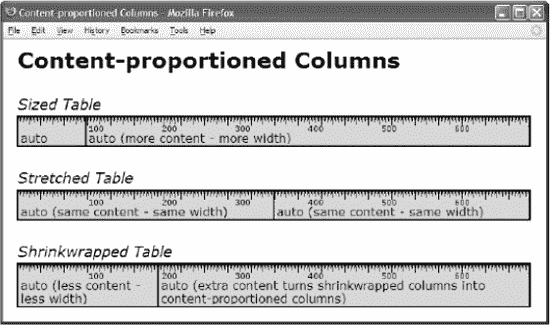 Content-proportioned Columns - Mozilla Firefox
File Edit View History Bookmarks Tools Help
Content-proportioned Columns
Sized Table
100 200 300 400 500 600
auto auto (more content - more width)
Stretched Table
100 200 300 400 500 600
auto (same content - same width) auto (same content - same width)
Shrinkwrapped Table
100 200 300 400 500 600
auto (less content - auto (extra content turns shrinkwrapped columns into
less width) content-proportioned columns)